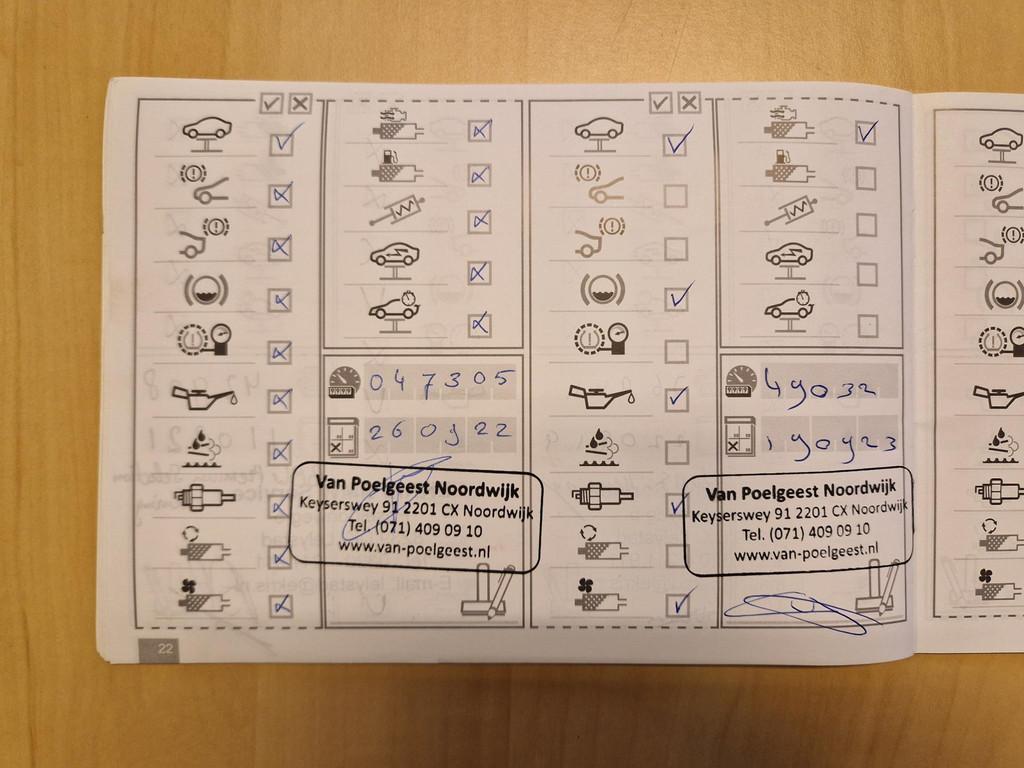 047305
260922
Van Poelgeest Noordwijk
Keyserswey 91 2201 CX Noordwijk
Tel. (071) 409 09 10
www.van-poelgeest.nl
22
49032
190923
Van Poelgeest Noordwijk
Keyserswey 91 2201 CX Noordwijk
Tel. (071) 409 09 10
www.van-poelgeest.nl